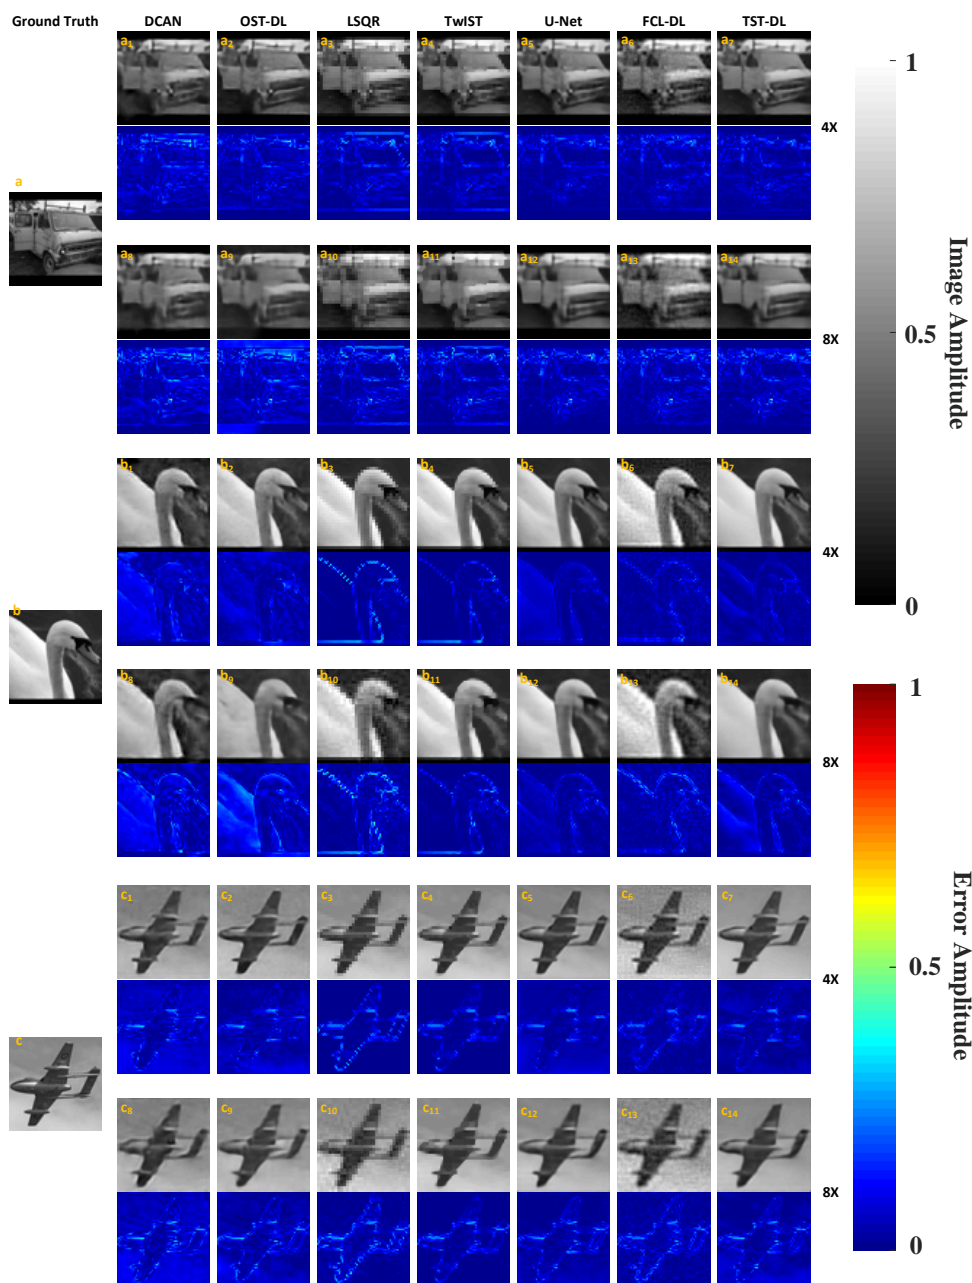 Ground Truth DCAN OST-DL LSQR TwIST U-Net FCL-DL TST-DL
a₁ a₂ a₃ a₄ a₅ a₆ a₇
4X
a
a₈ a₉ a₁₀ a₁₁ a₁₂ a₁₃ a₁₄
8X
b₁ b₂ b₃ b₄ b₅ b₆ b₇
4X
b
b₈ b₉ b₁₀ b₁₁ b₁₂ b₁₃ b₁₄
8X
c₁ c₂ c₃ c₄ c₅ c₆ c₇
4X
c
c₈ c₉ c₁₀ c₁₁ c₁₂ c₁₃ c₁₄
8X
1
0.5
0
Image Amplitude
1
0.5
0
Error Amplitude